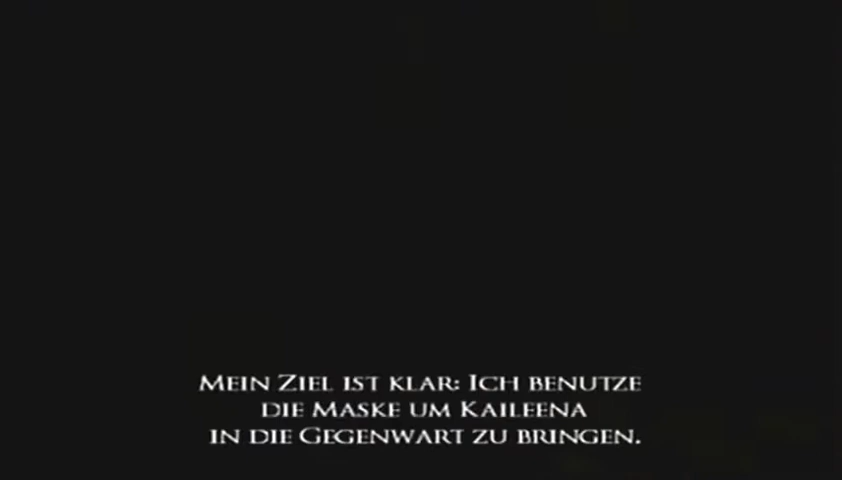 Mein Ziel ist klar: Ich benutze
die Maske um Kaileena
in die Gegenwart zu bringen.